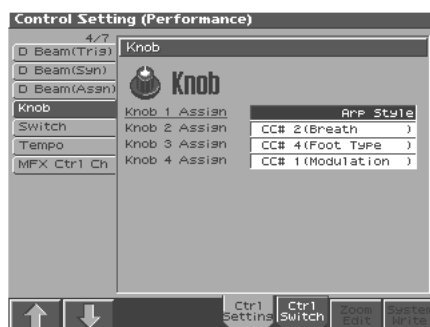 Control Setting (Performance)
4/7
D Beam(Trig)
D Beam(Syn)
D Beam(Assn)
Knob
Switch
Tempo
MFX Ctrl Ch
Knob
Knob
Knob 1 Assign Arp Style
Knob 2 Assign CC# 2(Breath )
Knob 3 Assign CC# 4(Foot Type )
Knob 4 Assign CC# 1(Modulation )
Ctrl Setting
Ctrl Switch
Zoom Edit
System Write